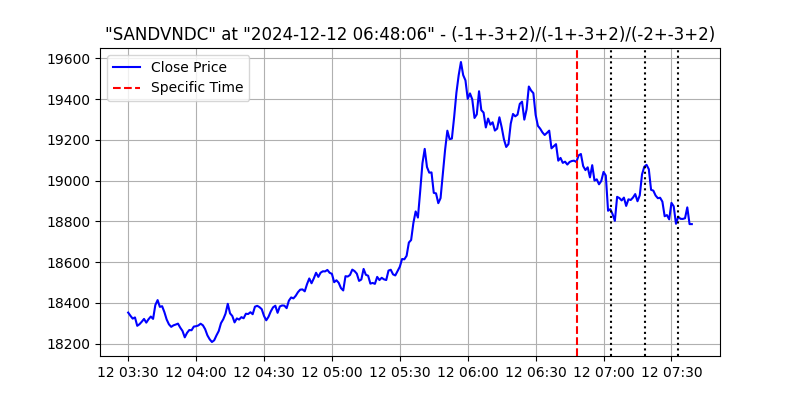 "SANDVNDC" at "2024-12-12 06:48:06" - (-1+-3+2)/(-1+-3+2)/(-2+-3+2)
Close Price
Specific Time
19600
19400
19200
19000
18800
18600
18400
18200
12 03:30 12 04:00 12 04:30 12 05:00 12 05:30 12 06:00 12 06:30 12 07:00 12 07:30